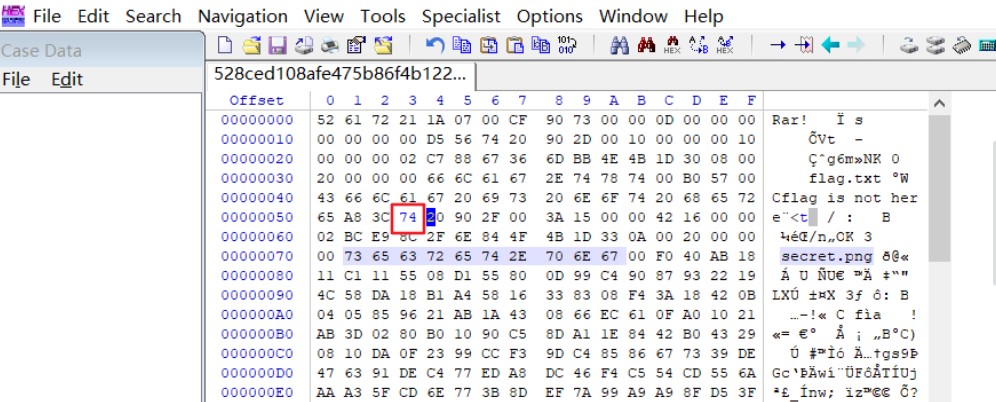 File Edit Search Navigation View Tools Specialist Options Window Help
Case Data
File Edit
528ced108afe475b86f4b122...
Offset 0 1 2 3 4 5 6 7 8 9 A B C D E F
00000000 52 61 72 21 1A 07 00 CF 90 73 00 00 0D 00 00 00 Rar! Ï s
00000010 00 00 00 00 D5 56 74 20 90 2D 00 10 00 00 00 10 ÕVt -
00000020 00 00 00 02 C7 88 67 36 6D BB 4E 4B 1D 30 08 00 Ç^g6m»NK 0
00000030 20 00 00 00 66 6C 61 67 2E 74 78 74 00 B0 57 00 flag.txt °W
00000040 43 66 6C 61 67 20 69 73 20 6E 6F 74 20 68 65 72 Cflag is not her
00000050 65 A8 3C 74 20 90 2F 00 3A 15 00 00 42 16 00 00 e¨<t / : B
00000060 02 BC E9 8C 2F 6E 84 4F 4B 1D 33 0A 00 20 00 00 ¼éŒ/n„OK 3
00000070 00 73 65 63 72 65 74 2E 70 6E 67 00 F0 40 AB 18 secret.png ð@«
00000080 11 C1 11 55 08 D1 55 80 0D 99 C4 90 87 93 22 19 Á U ÑU€ ™Ä ‡“"
00000090 4C 58 DA 18 B1 A4 58 16 33 83 08 F4 3A 18 42 0B LXÚ ±¤X 3ƒ ô: B
000000A0 04 05 85 96 21 AB 1A 43 08 66 EC 61 0F A0 10 21 …–!« C fìa !
000000B0 AB 3D 02 80 B0 10 90 C5 8D A1 1E 84 42 B0 43 29 «= €° Å ¡ „B°C)
000000C0 08 10 DA 0F 23 99 CC F3 9D C4 85 86 67 73 39 DE Ú #™Ìó Ä…†gs9Þ
000000D0 47 63 91 DE C4 77 ED A8 DC 46 F4 C5 54 CD 55 6A Gc‘ÞÄwí¨ÜFôÅTÍUj
000000E0 AA A3 5F CD 6E 77 3B 8D EF 7A 99 A9 A9 8F D5 3F ª£_Ínw; ïz™©© Õ?